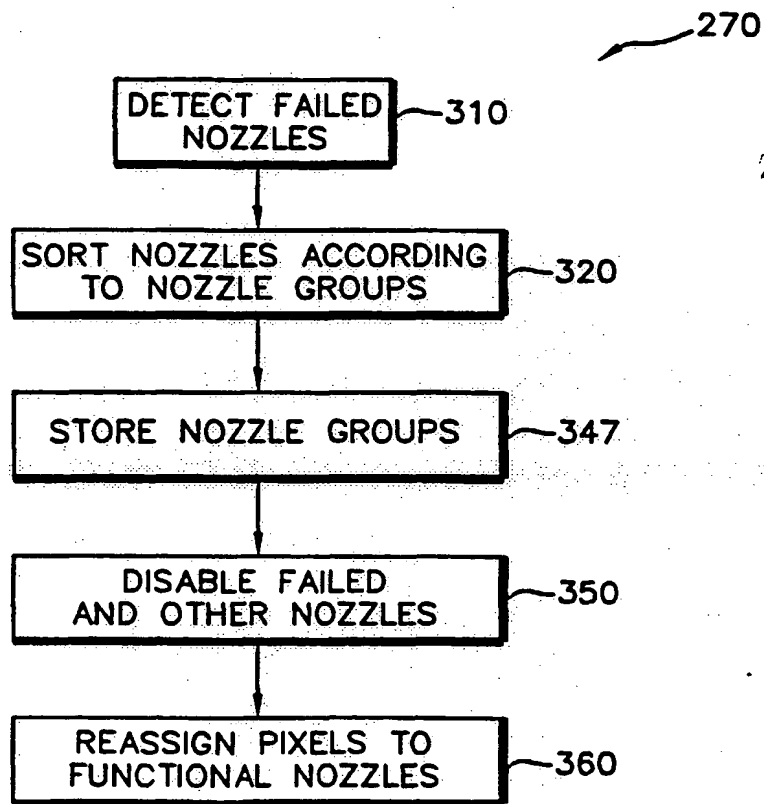 270
DETECT FAILED
NOZZLES
310
SORT NOZZLES ACCORDING
TO NOZZLE GROUPS
320
STORE NOZZLE GROUPS
347
DISABLE FAILED
AND OTHER NOZZLES
350
REASSIGN PIXELS TO
FUNCTIONAL NOZZLES
360